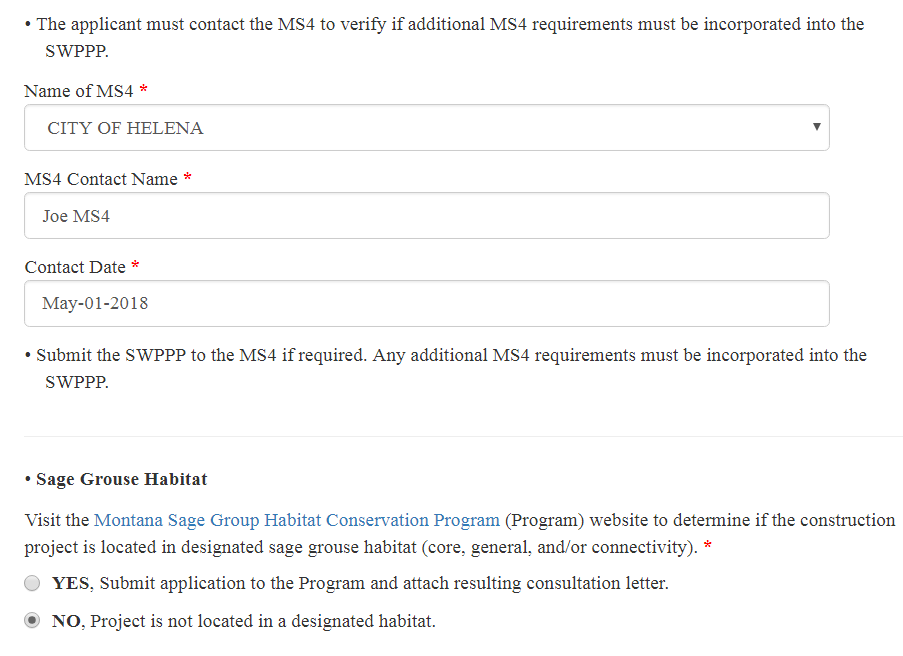 • The applicant must contact the MS4 to verify if additional MS4 requirements must be incorporated into the
SWPPP.
Name of MS4 *
CITY OF HELENA
MS4 Contact Name *
Joe MS4
Contact Date *
May-01-2018
• Submit the SWPPP to the MS4 if required. Any additional MS4 requirements must be incorporated into the
SWPPP.
• Sage Grouse Habitat
Visit the Montana Sage Group Habitat Conservation Program (Program) website to determine if the construction
project is located in designated sage grouse habitat (core, general, and/or connectivity). *
YES, Submit application to the Program and attach resulting consultation letter.
NO, Project is not located in a designated habitat.